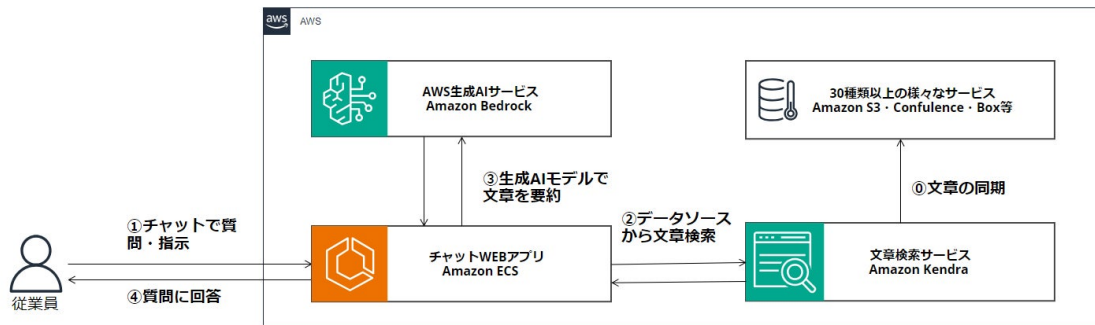 aws
AWS
AWS生成AIサービス
Amazon Bedrock
30種類以上の様々なサービス
Amazon S3・Confulence・Box等
③生成AIモデルで
文章を要約
⓪文章の同期
①チャットで質
問・指示
②データソース
から文章検索
チャットWEBアプリ
Amazon ECS
文章検索サービス
Amazon Kendra
④質問に回答
従業員